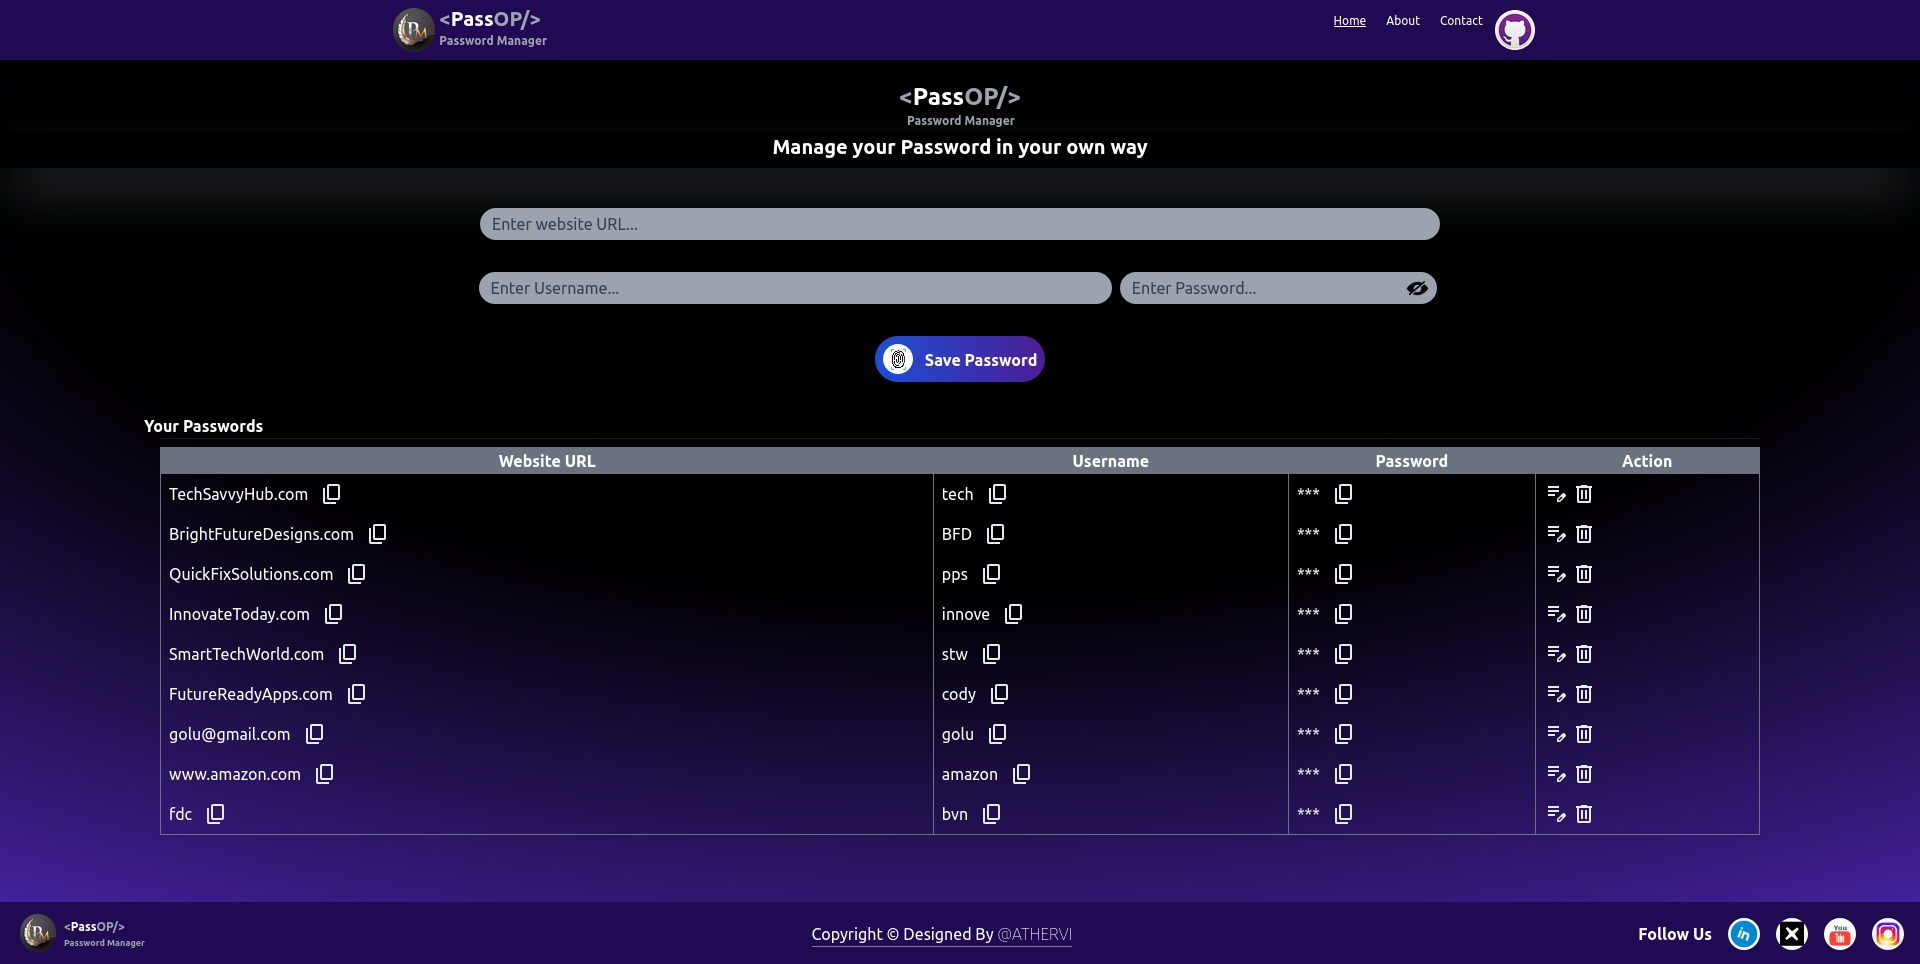 <PassOP/>
Password Manager
Home About Contact
<PassOP/>
Password Manager
Manage your Password in your own way
Enter website URL...
Enter Username... Enter Password...
Save Password
Your Passwords
Website URL Username Password Action
TechSavvyHub.com tech ***
BrightFutureDesigns.com BFD ***
QuickFixSolutions.com pps ***
InnovateToday.com innove ***
SmartTechWorld.com stw ***
FutureReadyApps.com cody ***
golu@gmail.com golu ***
www.amazon.com amazon ***
fdc bvn ***
<PassOP/>
Password Manager
Copyright © Designed By @ATHERVI
Follow Us in X You Tube